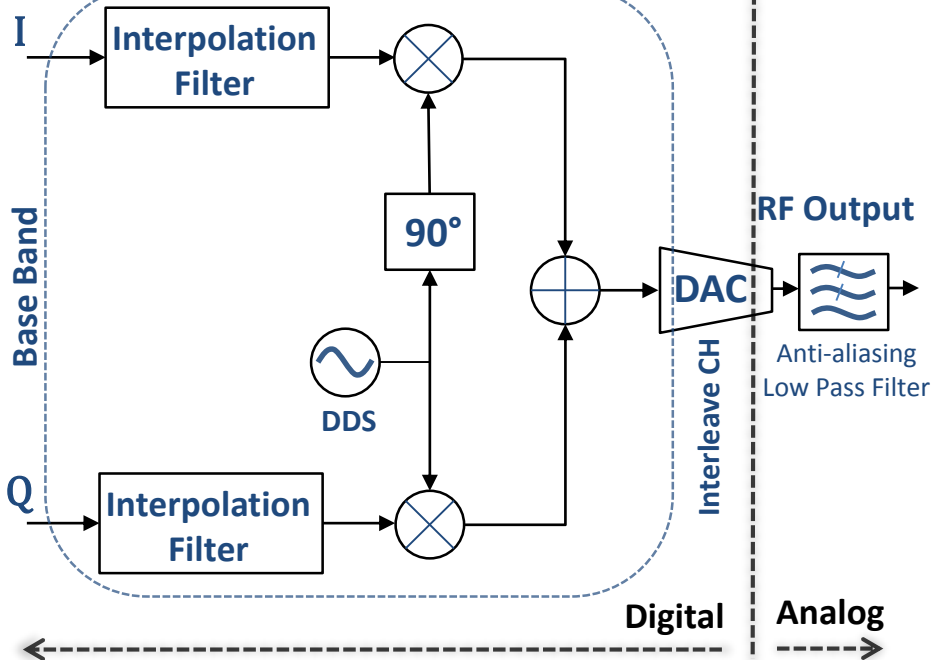 I
Interpolation
Filter
Base Band
90°
DDS
RF Output
DAC
Interleave CH
Anti-aliasing
Low Pass Filter
Q
Interpolation
Filter
Digital
Analog